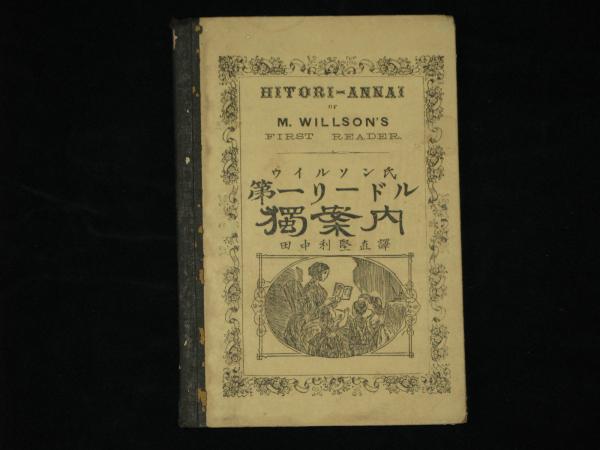 HITORI-ANNAI
OF
M. WILLSON'S
FIRST READER.
ウイルソン氏
第一リードル
獨案内
田中利堅直譯